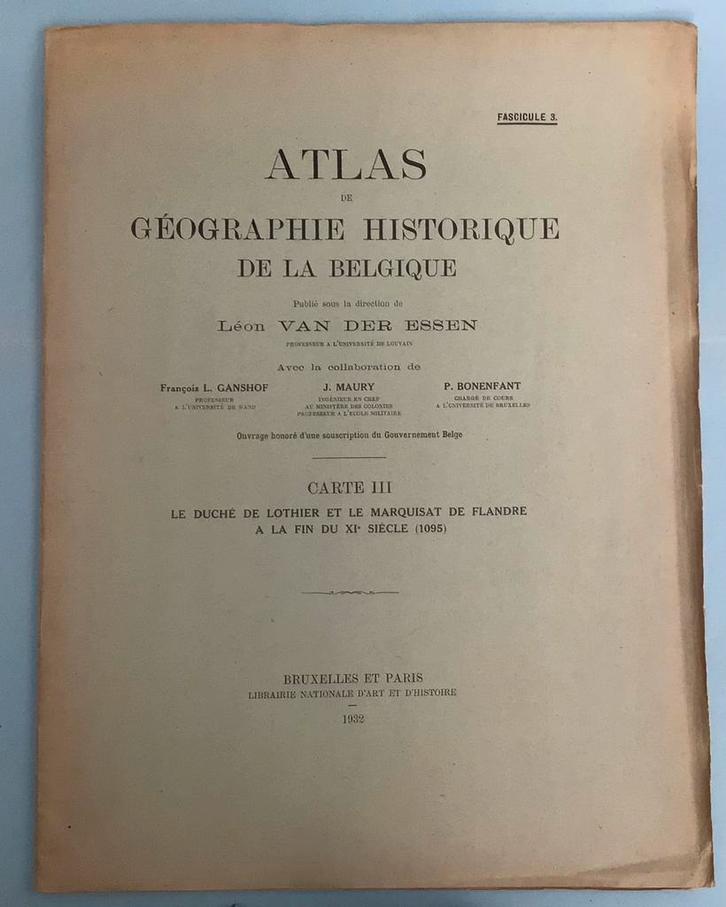 FASCICULE 3.
ATLAS
DE
GÉOGRAPHIE HISTORIQUE
DE LA BELGIQUE
Publié sous la direction de
Léon VAN DER ESSEN
PROFESSEUR A L'UNIVERSITÉ DE LOUVAIN
Avec la collaboration de
François L. GANSHOF J. MAURY P. BONENFANT
PROFESSEUR INGÉNIEUR EN CHEF CHARGÉ DE COURS
A L'UNIVERSITÉ DE GAND AU MINISTÈRE DES COLONIES A L'UNIVERSITÉ DE BRUXELLES
PROFESSEUR A L'ECOLE MILITAIRE
Ouvrage honoré d'une souscription du Gouvernement Belge
CARTE III
LE DUCHÉ DE LOTHIER ET LE MARQUISAT DE FLANDRE
A LA FIN DU XIe SIÈCLE (1095)
BRUXELLES ET PARIS
LIBRAIRIE NATIONALE D'ART ET D'HISTOIRE
1932